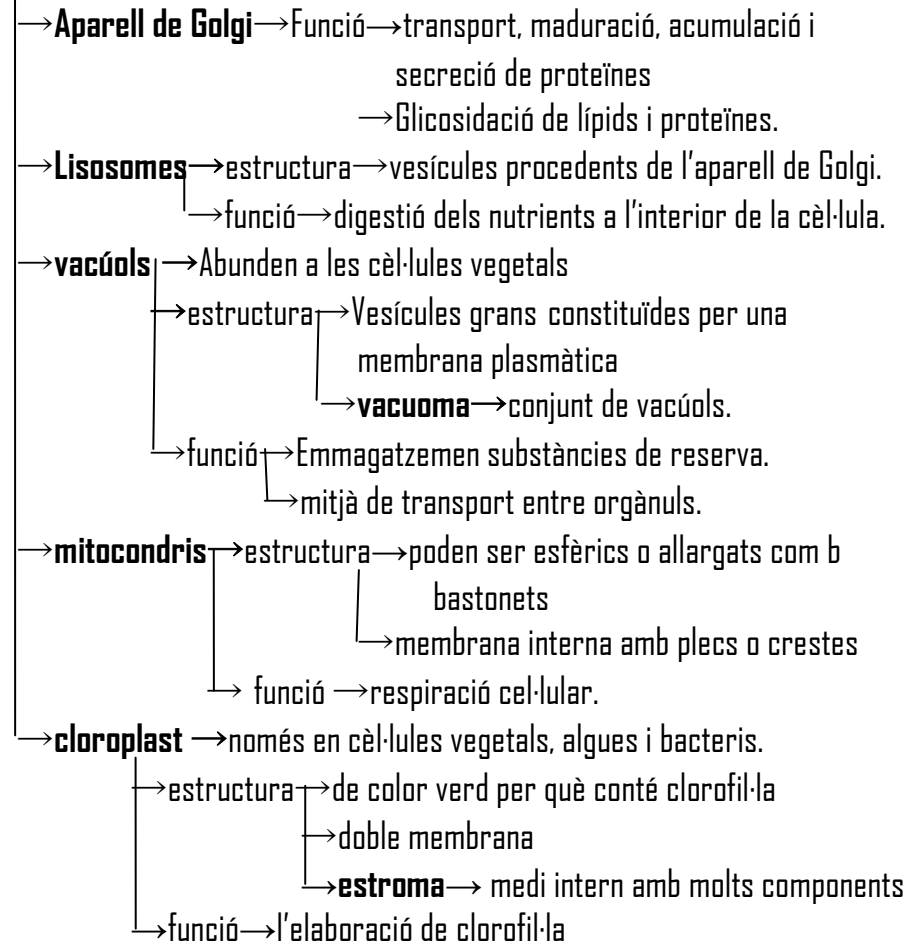 →Aparell de Golgi→Funció→transport, maduració, acumulació i
secreció de proteïnes
→Glicosidació de lípids i proteïnes.
→Lisosomes→estructura→vesícules procedents de l'aparell de Golgi.
→funció→digestió dels nutrients a l'interior de la cèl·lula.
→vacúols →Abunden a les cèl·lules vegetals
→estructura→Vesícules grans constituïdes per una
membrana plasmàtica
→vacuoma→conjunt de vacúols.
→funció→Emmagatzemen substàncies de reserva.
→mitjà de transport entre orgànuls.
→mitocondris→estructura→poden ser esfèrics o allargats com b
bastonets
→membrana interna amb plecs o crestes
→ funció →respiració cel·lular.
→cloroplast →només en cèl·lules vegetals, algues i bacteris.
→estructura→de color verd per què conté clorofil·la
→doble membrana
→estroma→ medi intern amb molts components
→funció→l'elaboració de clorofil·la